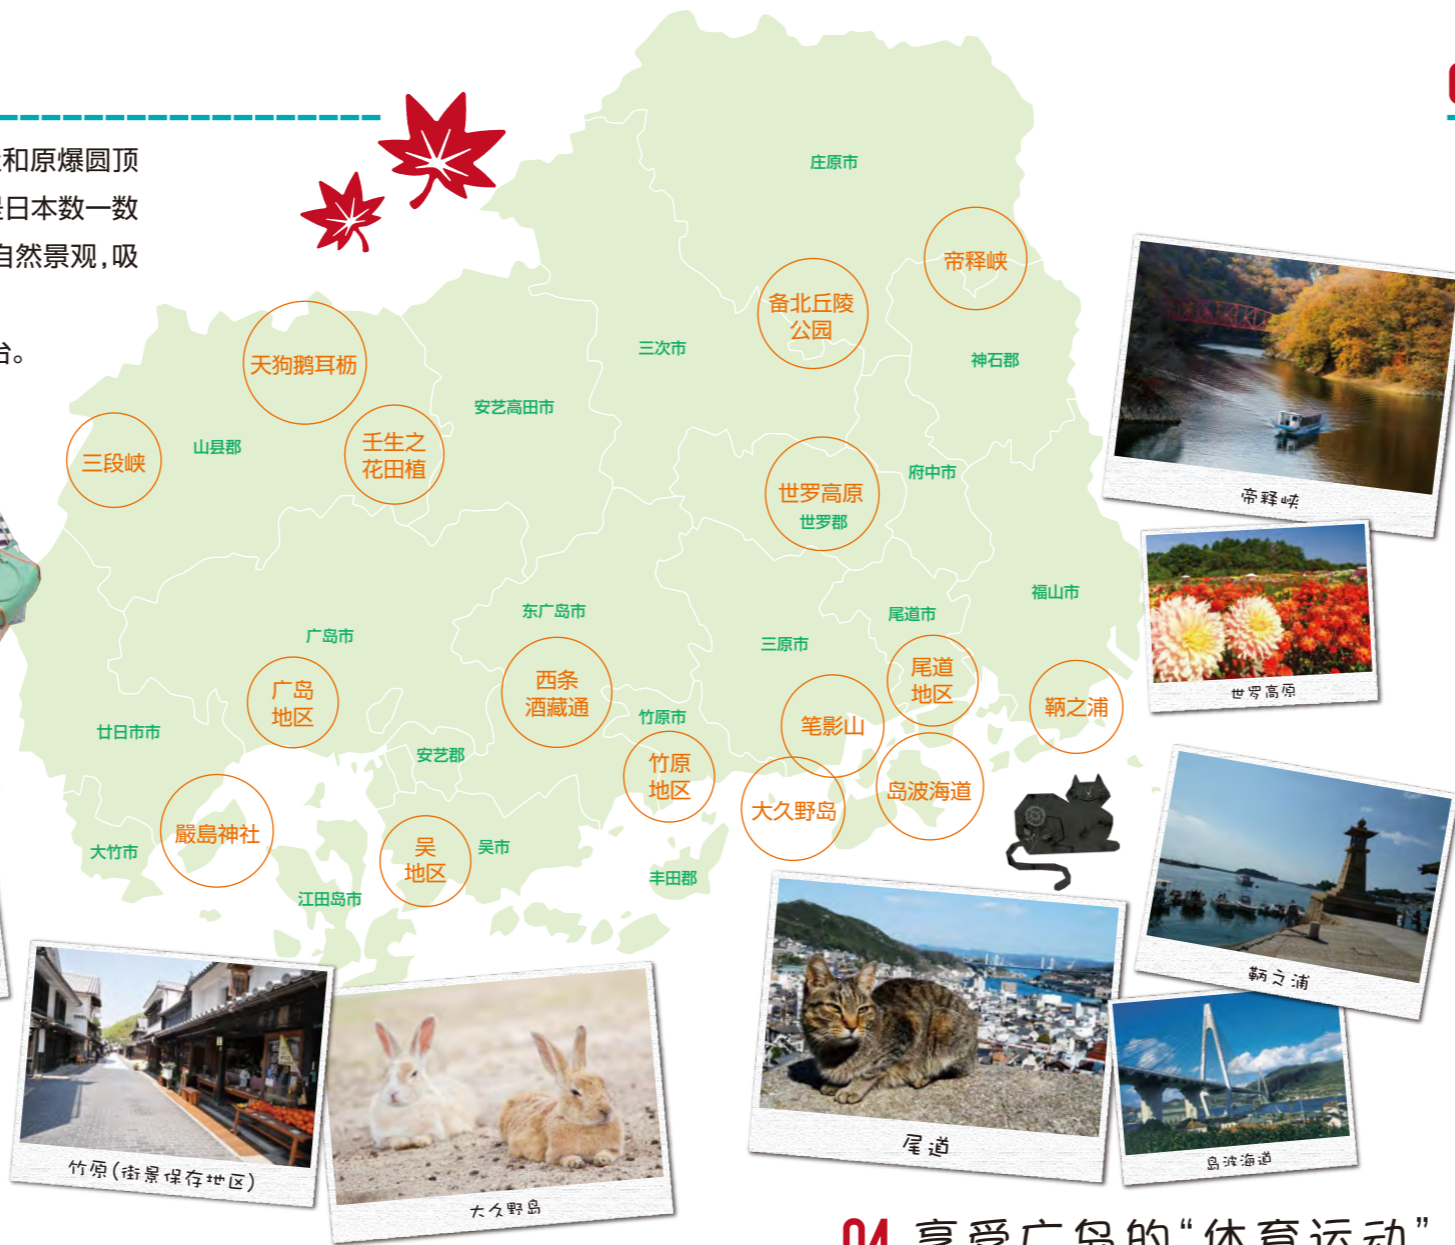 和原爆圆顶
是日本数一数
自然景观,吸
台。
庄原市
帝释峡
备北丘陵
公园
三次市
神石郡
天狗鹅耳枥
安艺高田市
山县郡
三段峡
壬生之
花田植
世罗高原
世罗郡
府中市
福山市
东广岛市
尾道市
广岛市
三原市
尾道
地区
西条
酒藏通
广岛
地区
鞆之浦
竹原市
笔影山
廿日市市
安艺郡
竹原
地区
岛波海道
大久野岛
嚴島神社
吴市
吴
地区
大竹市
丰田郡
江田岛市
帝释峡
世罗高原
鞆之浦
尾道
岛波海道
竹原(街景保存地区)
大久野岛
04 享受广岛的“体育运动”